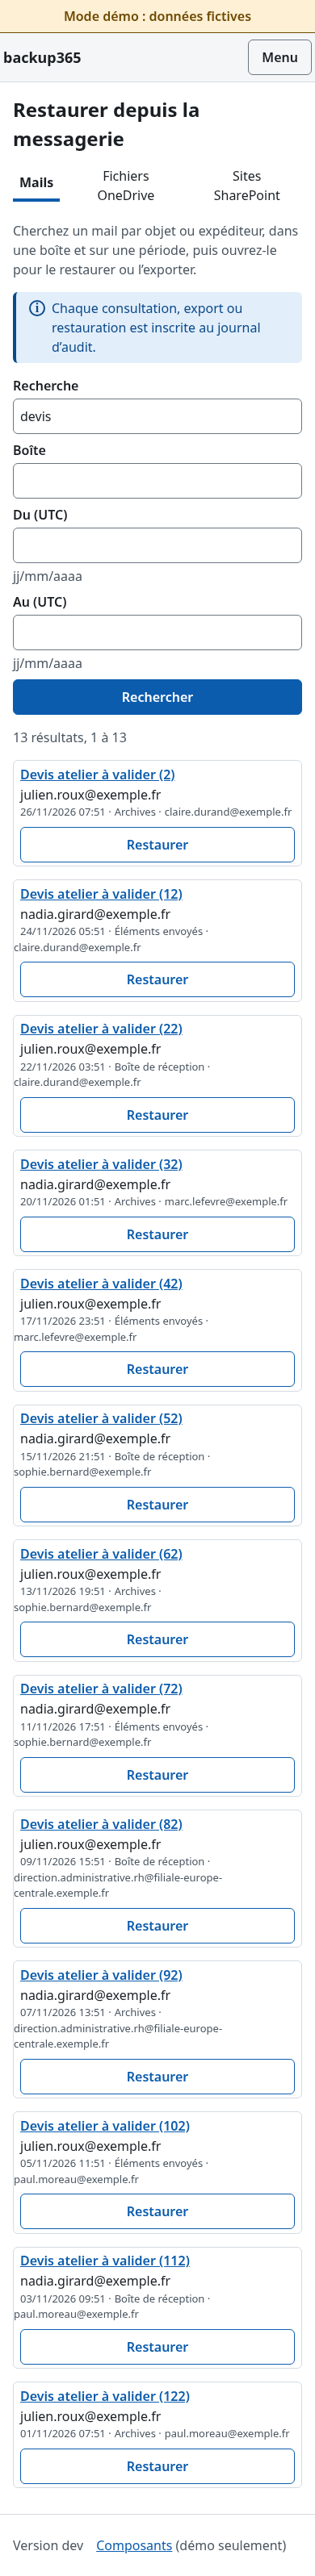 Mode démo : données fictives
backup365
Menu
Restaurer depuis la
messagerie
Mails
Fichiers
OneDrive
Sites
SharePoint
Cherchez un mail par objet ou expéditeur, dans
une boîte et sur une période, puis ouvrez-le
pour le restaurer ou l’exporter.
Chaque consultation, export ou
restauration est inscrite au journal
d’audit.
Recherche
devis
Boîte
Du (UTC)
jj/mm/aaaa
Au (UTC)
jj/mm/aaaa
Rechercher
13 résultats, 1 à 13
Devis atelier à valider (2)
julien.roux@exemple.fr
26/11/2026 07:51 · Archives · claire.durand@exemple.fr
Restaurer
Devis atelier à valider (12)
nadia.girard@exemple.fr
24/11/2026 05:51 · Éléments envoyés ·
claire.durand@exemple.fr
Restaurer
Devis atelier à valider (22)
julien.roux@exemple.fr
22/11/2026 03:51 · Boîte de réception ·
claire.durand@exemple.fr
Restaurer
Devis atelier à valider (32)
nadia.girard@exemple.fr
20/11/2026 01:51 · Archives · marc.lefevre@exemple.fr
Restaurer
Devis atelier à valider (42)
julien.roux@exemple.fr
17/11/2026 23:51 · Éléments envoyés ·
marc.lefevre@exemple.fr
Restaurer
Devis atelier à valider (52)
nadia.girard@exemple.fr
15/11/2026 21:51 · Boîte de réception ·
sophie.bernard@exemple.fr
Restaurer
Devis atelier à valider (62)
julien.roux@exemple.fr
13/11/2026 19:51 · Archives ·
sophie.bernard@exemple.fr
Restaurer
Devis atelier à valider (72)
nadia.girard@exemple.fr
11/11/2026 17:51 · Éléments envoyés ·
sophie.bernard@exemple.fr
Restaurer
Devis atelier à valider (82)
julien.roux@exemple.fr
09/11/2026 15:51 · Boîte de réception ·
direction.administrative.rh@filiale-europe-
centrale.exemple.fr
Restaurer
Devis atelier à valider (92)
nadia.girard@exemple.fr
07/11/2026 13:51 · Archives ·
direction.administrative.rh@filiale-europe-
centrale.exemple.fr
Restaurer
Devis atelier à valider (102)
julien.roux@exemple.fr
05/11/2026 11:51 · Éléments envoyés ·
paul.moreau@exemple.fr
Restaurer
Devis atelier à valider (112)
nadia.girard@exemple.fr
03/11/2026 09:51 · Boîte de réception ·
paul.moreau@exemple.fr
Restaurer
Devis atelier à valider (122)
julien.roux@exemple.fr
01/11/2026 07:51 · Archives · paul.moreau@exemple.fr
Restaurer
Version dev Composants (démo seulement)